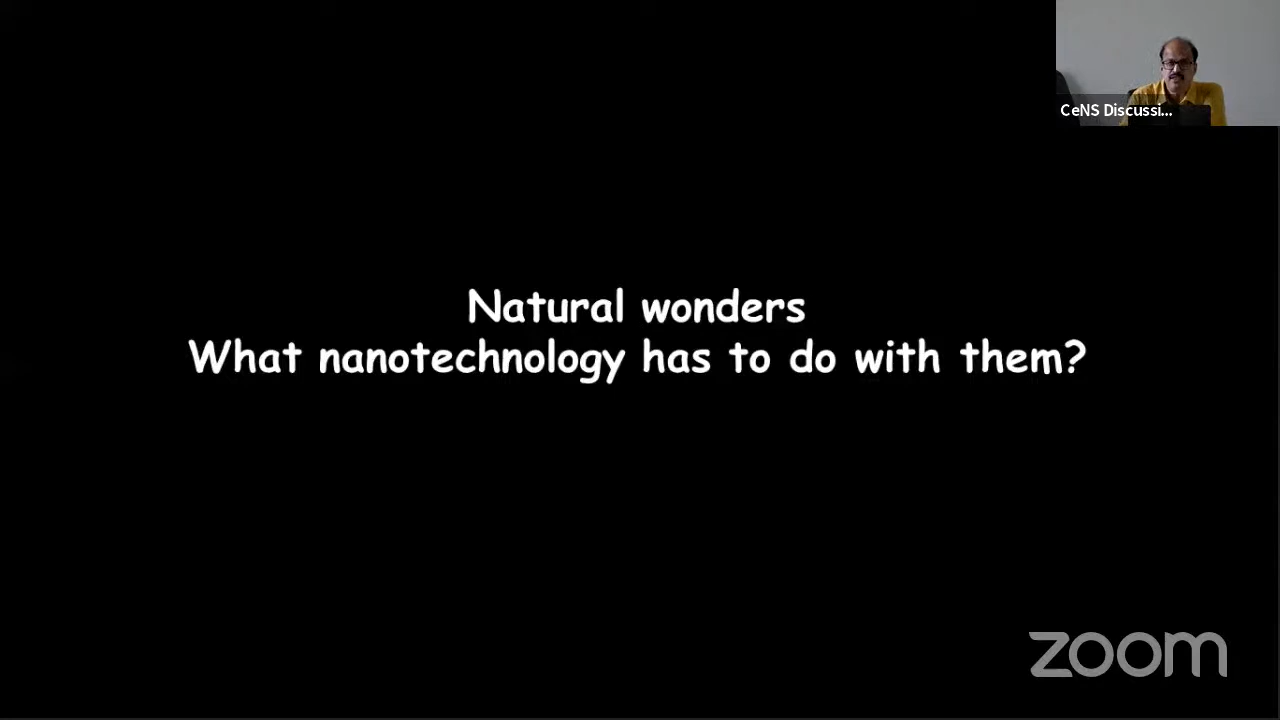 CeNS Discussi...
Natural wonders
What nanotechnology has to do with them?
zoom